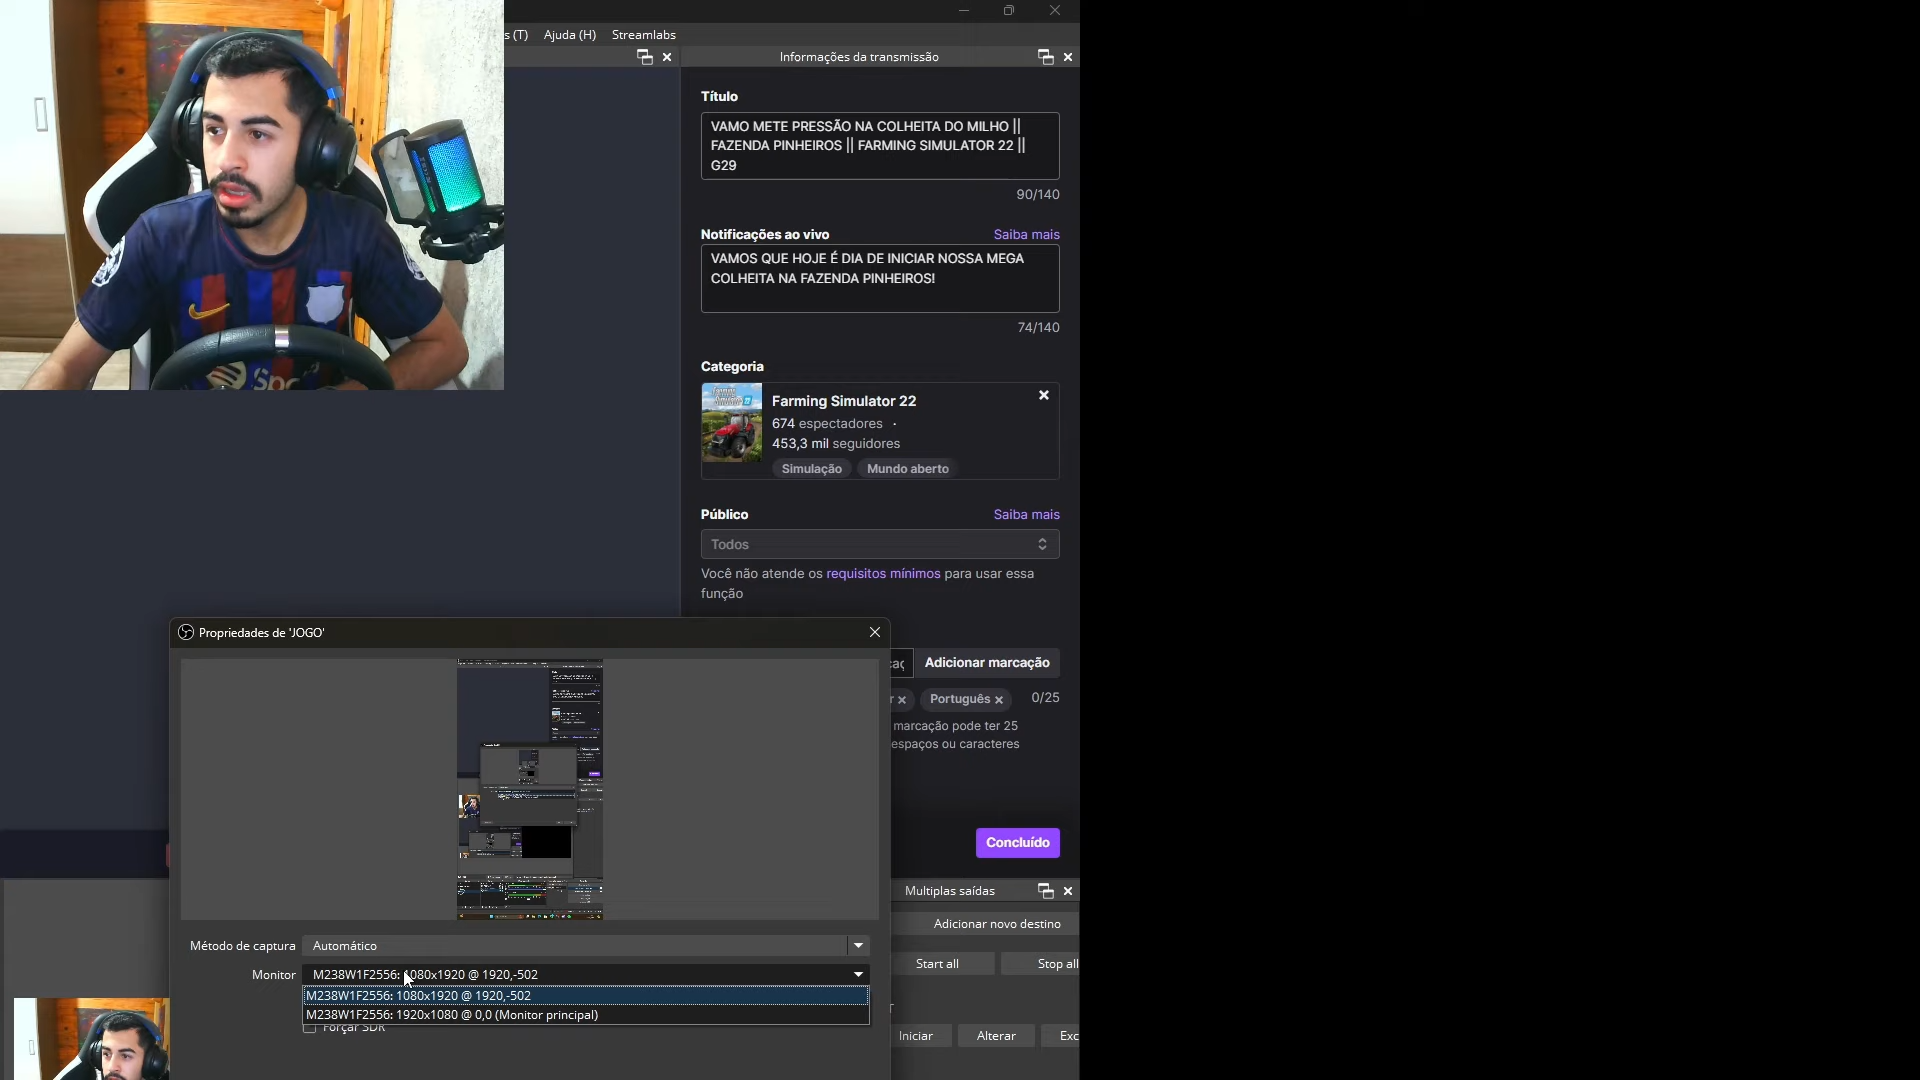 s (T) Ajuda (H) Streamlabs
Informações da transmissão
Título
VAMO METE PRESSÃO NA COLHEITA DO MILHO ||
FAZENDA PINHEIROS || FARMING SIMULATOR 22 ||
G29
90/140
Notificações ao vivo
Saiba mais
VAMOS QUE HOJE É DIA DE INICIAR NOSSA MEGA
COLHEITA NA FAZENDA PINHEIROS!
74/140
Categoria
Farming Simulator 22
674 espectadores ·
453,3 mil seguidores
Simulação Mundo aberto
Público
Saiba mais
Todos
Você não atende os requisitos mínimos para usar essa
função
Propriedades de 'JOGO'
Adicionar marcação
r × Português ×
0/25
marcação pode ter 25
espaços ou caracteres
Concluído
Multiplas saídas
Adicionar novo destino
Start all
Stop all
Iniciar
Alterar
Exc
Método de captura
Automático
Monitor
M238W1F2556: 1080x1920 @ 1920,-502
M238W1F2556: 1080x1920 @ 1920,-502
M238W1F2556: 1920x1080 @ 0,0 (Monitor principal)
Forçar SDR